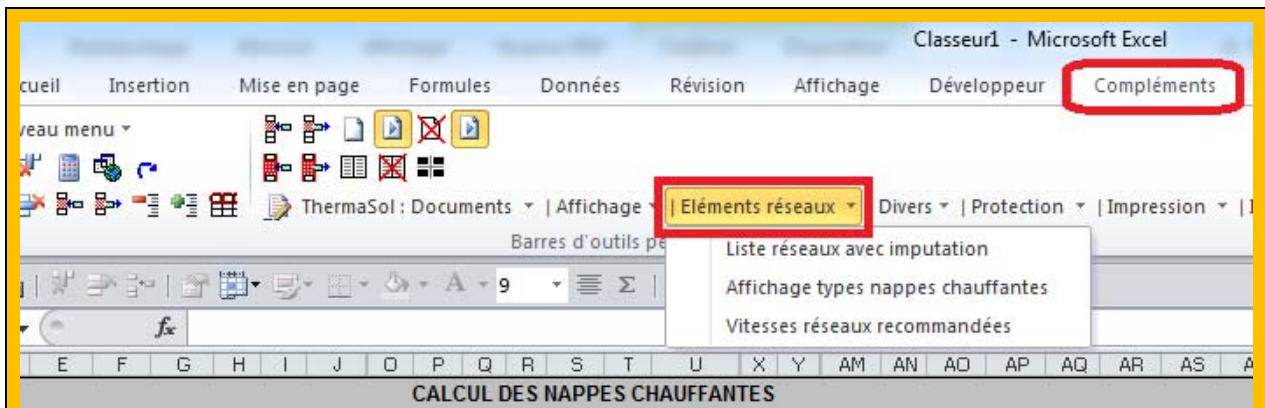 Classeur1 - Microsoft Excel
cueil Insertion Mise en page Formules Données Révision Affichage Développeur Compléments
veau menu
ThermaSol : Documents | Affichage | Eléments réseaux Divers | Protection | Impression
Barres d'outils pe
Liste réseaux avec imputation
Affichage types nappes chauffantes
9 Σ
Vitesses réseaux recommandées
fx
E F G H I J O P Q R S T U X Y AM AN AO AP AQ AR AS A
CALCUL DES NAPPES CHAUFFANTES